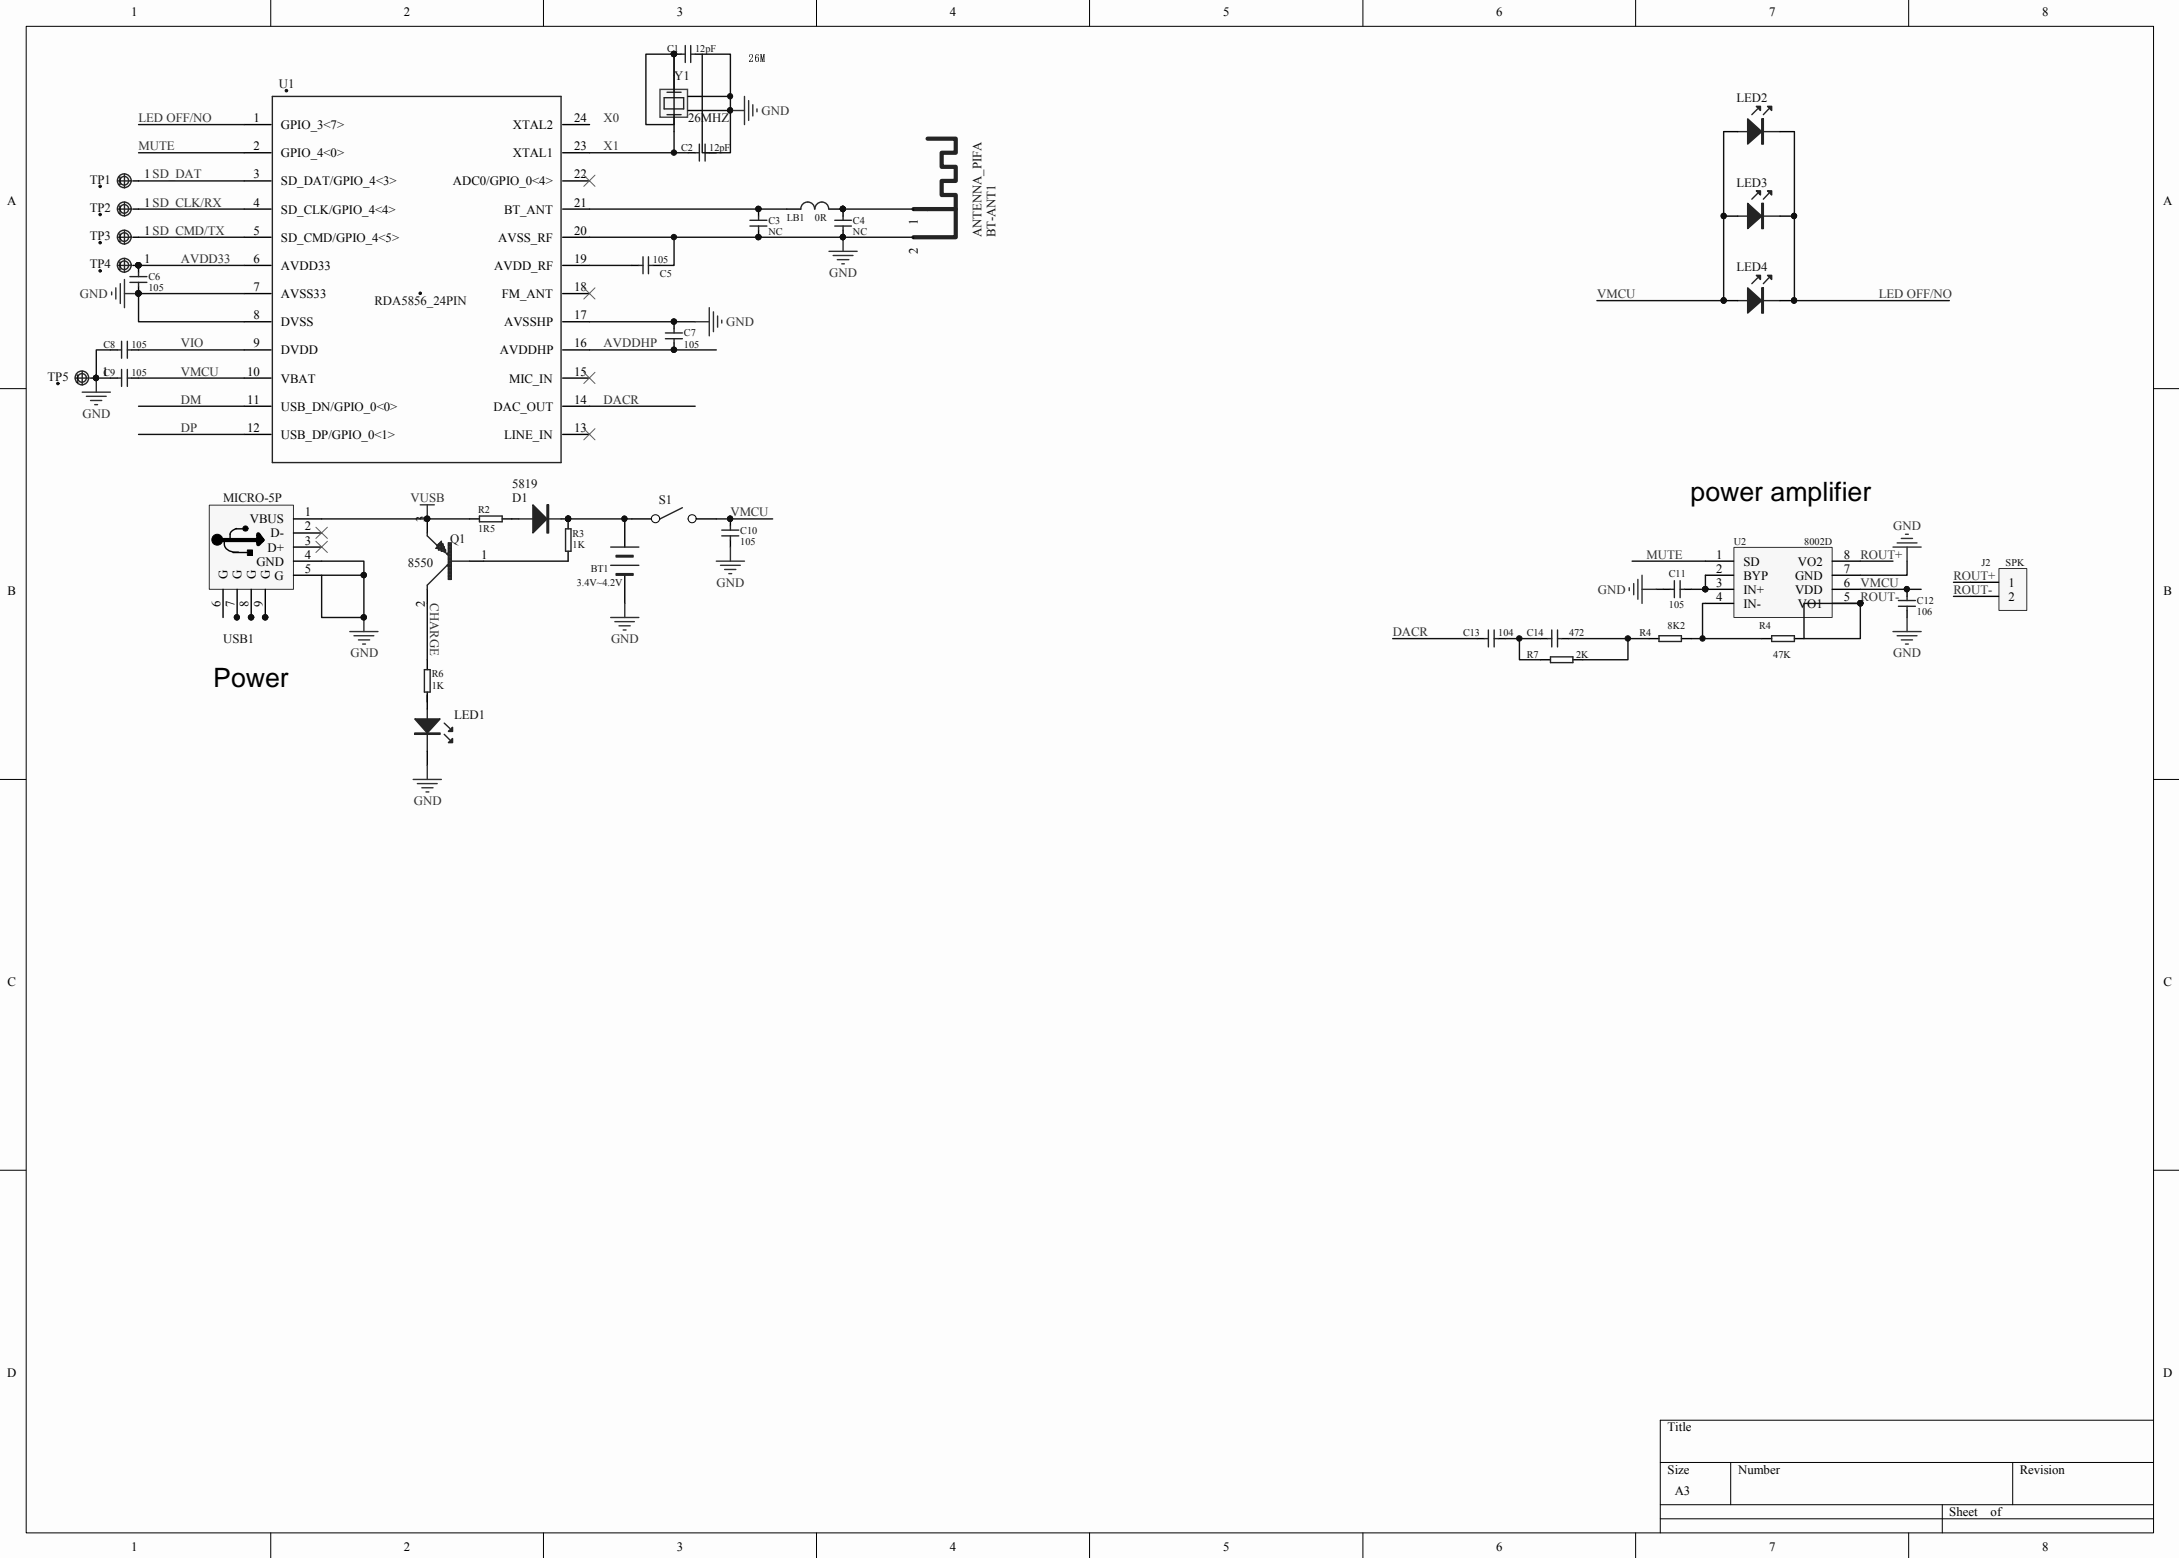 1 2 3 4 5 6 7 8
A
B
C
D
A
B
C
D
1 2 3 4 5 6 7 8
U1
RDA5856_24PIN
LED OFF/NO 1 GPIO_3<7>
MUTE 2 GPIO_4<0>
TP1 1 SD_DAT 3 SD_DAT/GPIO_4<3>
TP2 1 SD_CLK/RX 4 SD_CLK/GPIO_4<4>
TP3 1 SD_CMD/TX 5 SD_CMD/GPIO_4<5>
TP4 1 AVDD33 6 AVDD33
C6
105
GND 7 AVSS33
8 DVSS
C8 105 VIO 9 DVDD
TP5 1 C9 105 VMCU 10 VBAT
GND
DM 11 USB_DN/GPIO_0<0>
DP 12 USB_DP/GPIO_0<1>
XTAL2 24 X0
XTAL1 23 X1
ADC0/GPIO_0<4> 22
BT_ANT 21
AVSS_RF 20
AVDD_RF 19
FM_ANT 18
AVSSHP 17
AVDDHP 16 AVDDHP
MIC_IN 15
DAC_OUT 14 DACR
LINE_IN 13
C1 12pF
26M
Y1
GND
26MHZ
C2 12pF
C3
NC
LB1 0R
C4
NC
GND
1
2
ANTENNA_PIFA
BT-ANT1
105
C5
GND
C7
105
LED2
LED3
LED4
VMCU
LED OFF/NO
MICRO-5P
VBUS 1
D- 2
D+ 3
GND 4
G 5
G G G G
6 7 8 9
USB1
GND
Power
VUSB
3
Q1
8550
1
2
CHARGE
R2
1R5
5819
D1
R3
1K
BT1
3.4V~4.2V
GND
S1
VMCU
C10
105
GND
R6
1K
LED1
GND
power amplifier
U2 8002D
MUTE 1 SD
2 BYP
3 IN+
4 IN-
VO2 8 ROUT+
GND 7
VDD 6 VMCU
VO1 5 ROUT-
GND
C11
105
GND
C12
106
GND
J2 SPK
ROUT+ 1
ROUT- 2
DACR
C13 104
C14 472
R7 2K
R4 8K2
R4
47K
Title
Size
A3
Number
Revision
Sheet of